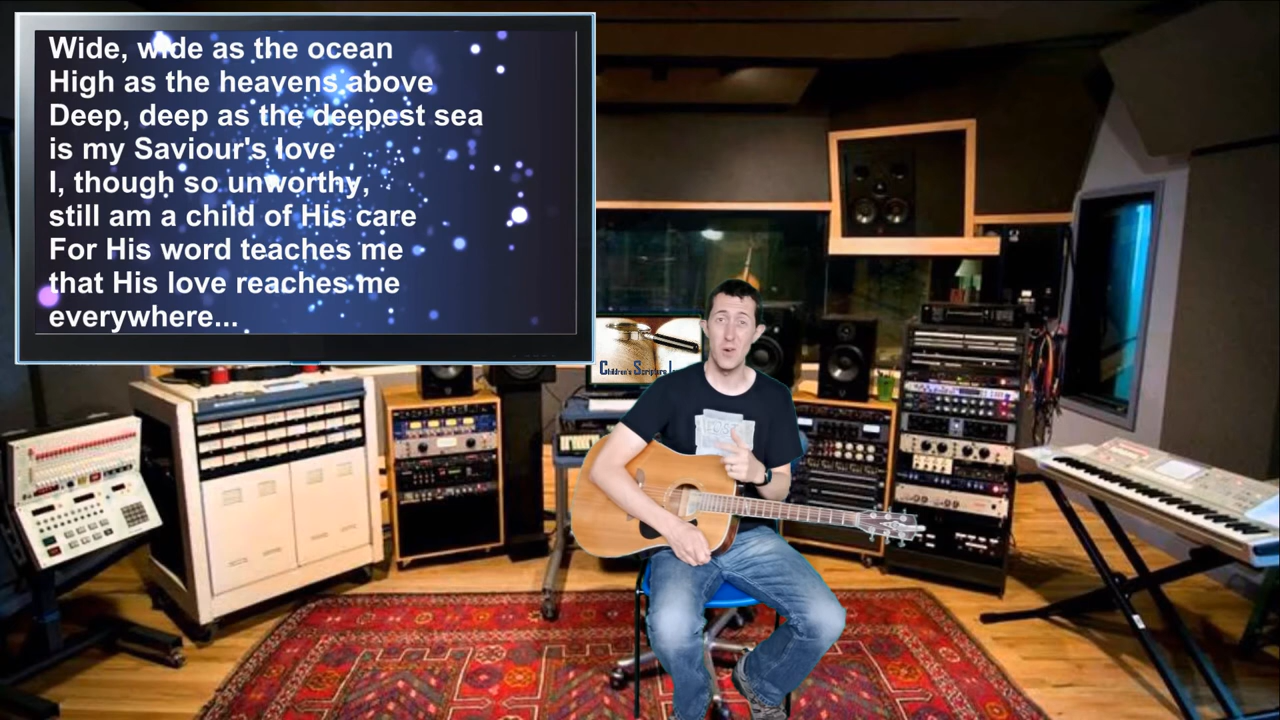 Wide, wide as the ocean
High as the heavens above
Deep, deep as the deepest sea
is my Saviour's love
I, though so unworthy,
still am a child of His care
For His word teaches me
that His love reaches me
everywhere...
Children's Scripture
LOST